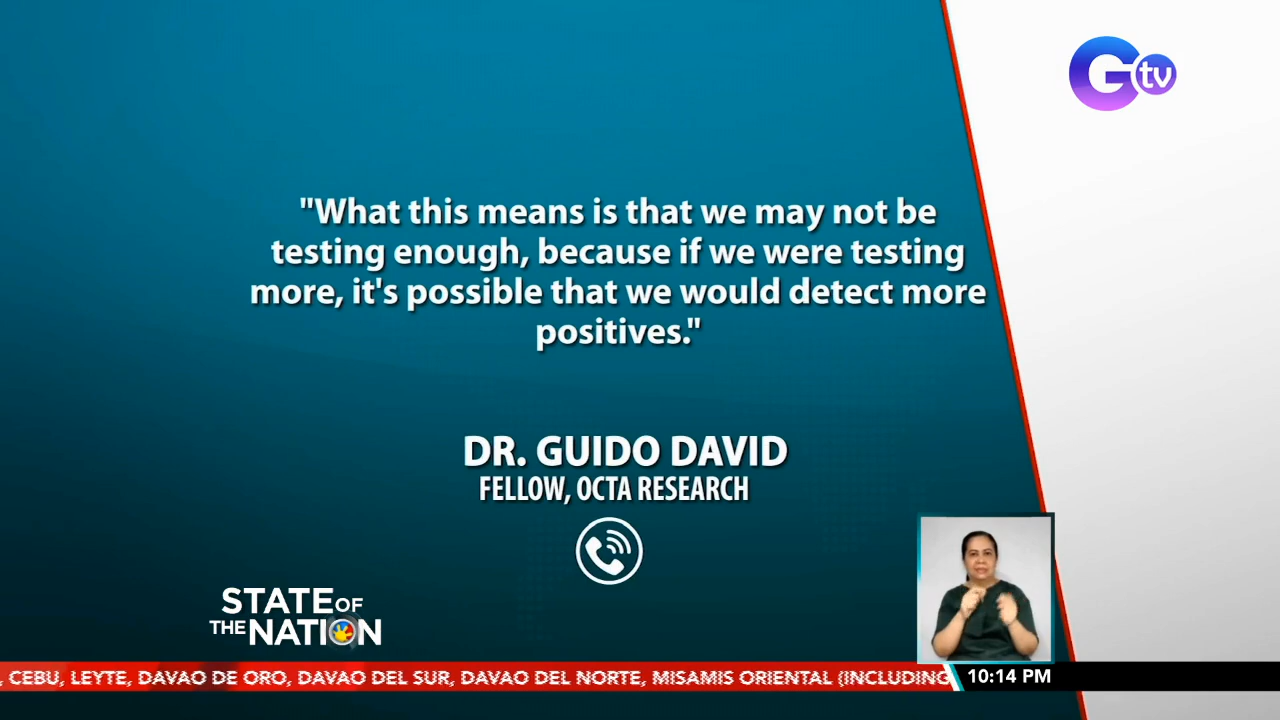 G tv
"What this means is that we may not be
testing enough, because if we were testing
more, it's possible that we would detect more
positives."
DR. GUIDO DAVID
FELLOW, OCTA RESEARCH
STATE OF
THE NATION
, CEBU, LEYTE, DAVAO DE ORO, DAVAO DEL SUR, DAVAO DEL NORTE, MISAMIS ORIENTAL (INCLUDING
10:14 PM